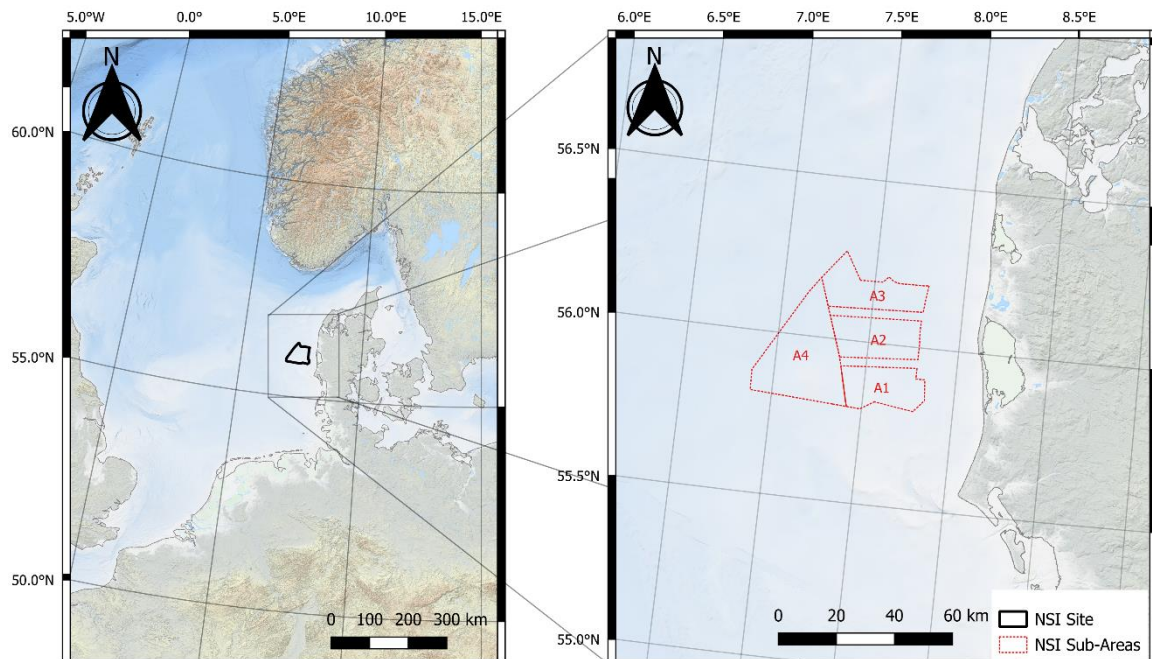 5.0°W 0.0° 5.0°E 10.0°E 15.0°E
N
60.0°N
55.0°N
50.0°N
0 100 200 300 km
6.0°E 6.5°E 7.0°E 7.5°E 8.0°E 8.5°E
N
56.5°N
56.0°N
55.5°N
55.0°N
A3
A2
A4
A1
0 20 40 60 km
NSI Site
NSI Sub-Areas